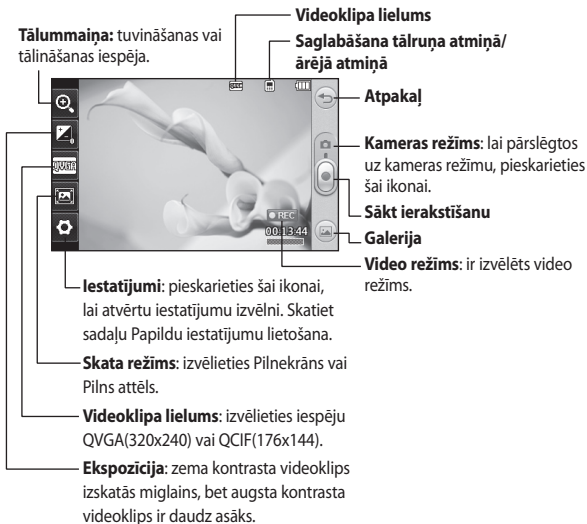 Videoklipa lielums
Tālummaiņa: tuvināšanas vai
tālināšanas iespēja.
Saglabāšana tālruņa atmiņā/
ārējā atmiņā
Atpakaļ
Kameras režīms: lai pārslēgtos
uz kameras režīmu, pieskarieties
šai ikonai.
Sākt ierakstīšanu
Galerija
Video režīms: ir izvēlēts video
režīms.
QVGA
REC
00:13:44
Iestatījumi: pieskarieties šai ikonai,
lai atvērtu iestatījumu izvēlni. Skatiet
sadaļu Papildu iestatījumu lietošana.
Skata režīms: izvēlieties Pilnekrāns vai
Pilns attēls.
Videoklipa lielums: izvēlieties iespēju
QVGA(320x240) vai QCIF(176x144).
Ekspozīcija: zema kontrasta videoklips
izskatās miglains, bet augsta kontrasta
videoklips ir daudz asāks.